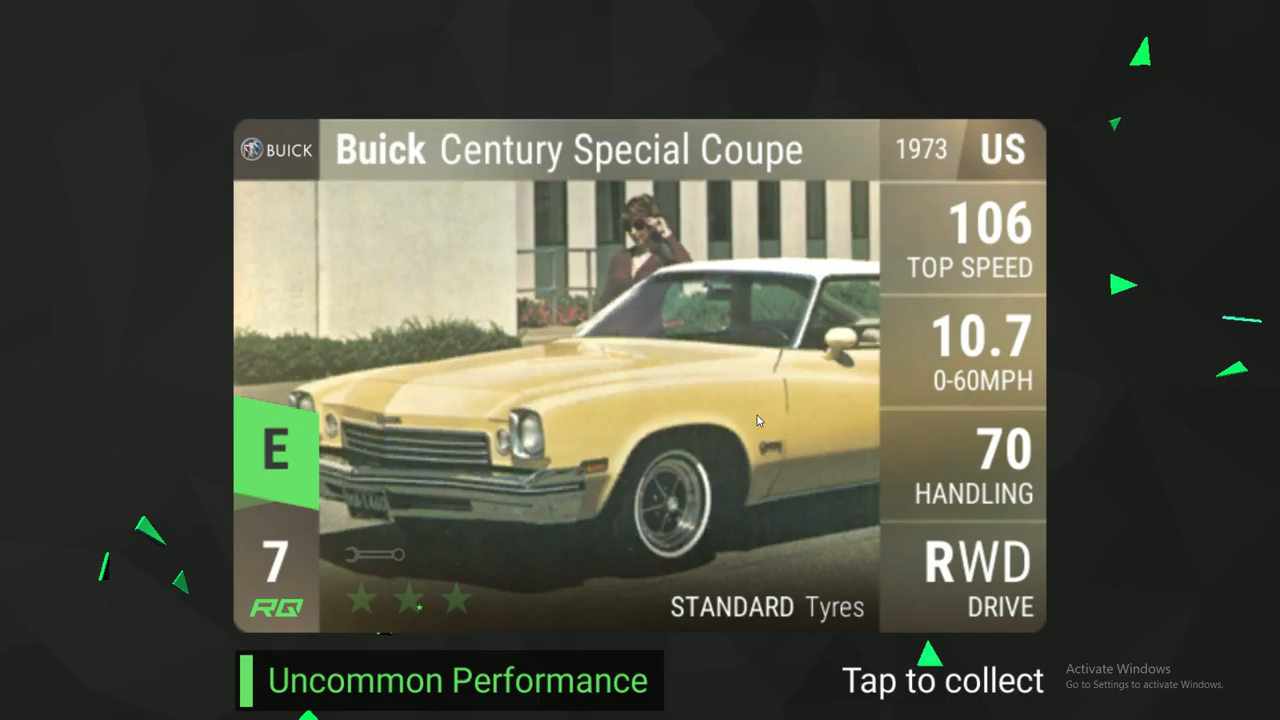 BUICK
Buick Century Special Coupe
1973
US
106
TOP SPEED
10.7
0-60MPH
70
HANDLING
RWD
DRIVE
E
7
RQ
STANDARD Tyres
Uncommon Performance
Tap to collect
Activate Windows
Go to Settings to activate Windows.